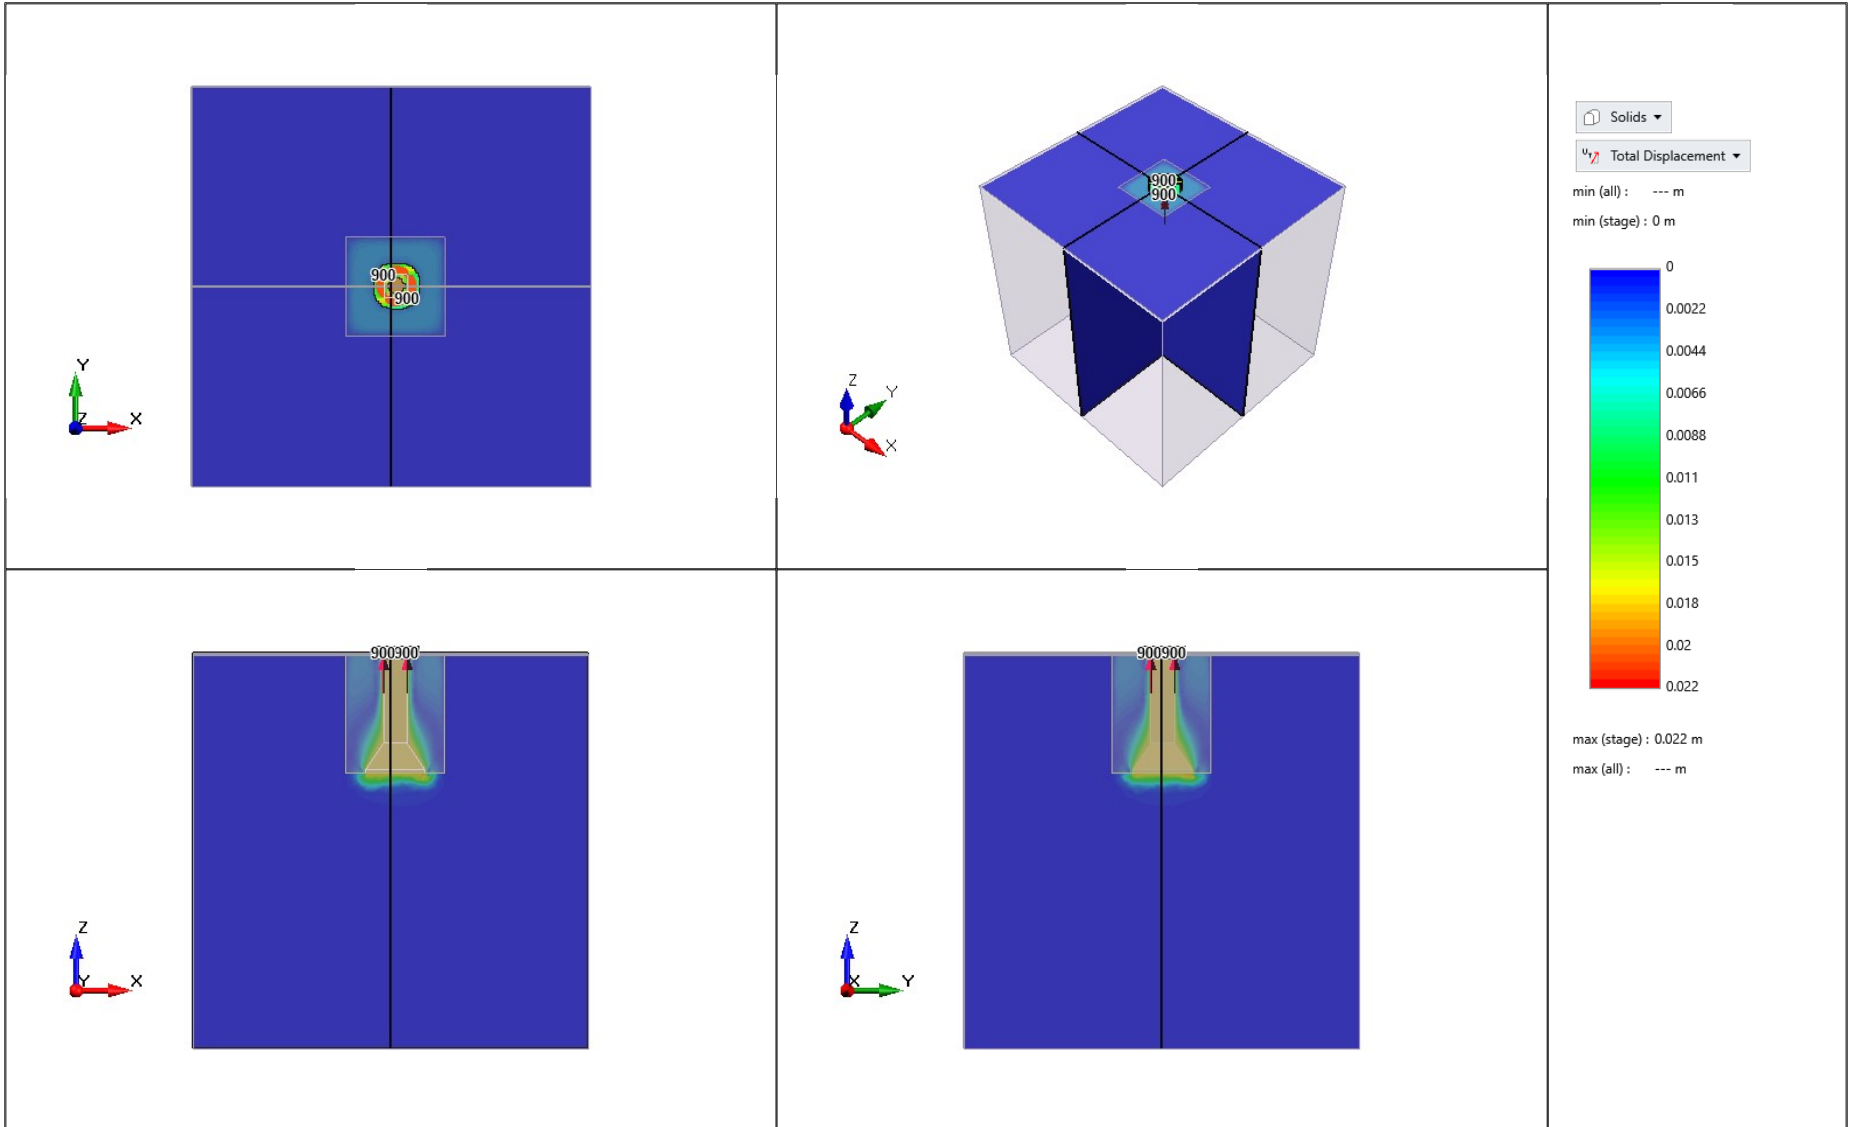 900
900
Y
Z
X
900
900
Z
Y
X
900900
Z
Y
X
900900
Z
X
Y
Solids
UT Total Displacement
min (all) : --- m
min (stage) : 0 m
0
0.0022
0.0044
0.0066
0.0088
0.011
0.013
0.015
0.018
0.02
0.022
max (stage) : 0.022 m
max (all) : --- m